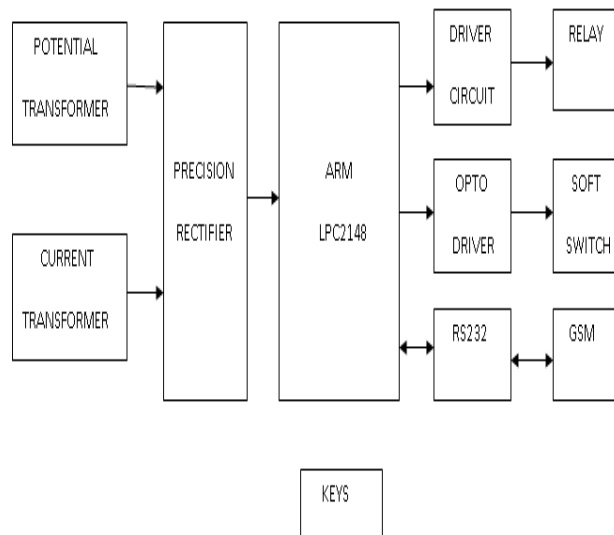 POTENTIAL
TRANSFORMER
CURRENT
TRANSFORMER
PRECISION
RECTIFIER
ARM
LPC2148
DRIVER
CIRCUIT
RELAY
OPTO
DRIVER
SOFT
SWITCH
RS232
GSM
KEYS